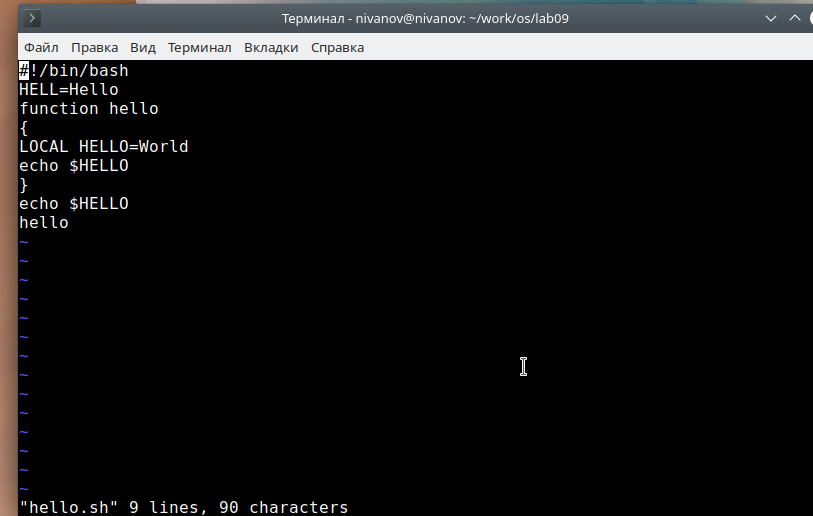 Терминал - nivanov@nivanov: ~/work/os/lab09
Файл Правка Вид Терминал Вкладки Справка
#!/bin/bash
HELL=Hello
function hello
{
LOCAL HELLO=World
echo $HELLO
}
echo $HELLO
hello
~
~
~
~
~
~
~
~
~
~
~
~
~
~
"hello.sh" 9 lines, 90 characters